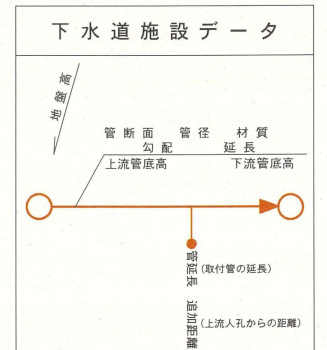 下水道施設データ
地盤高
管断面 管径 材質
勾配 延長
上流管底高 下流管底高
管延長 (取付管の延長)
追加距離 (上流人孔からの距離)